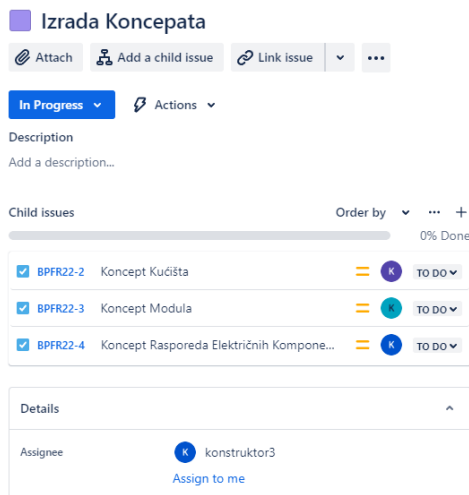 Izrada Koncepata
Attach Add a child issue Link issue
In Progress Actions
Description
Add a description...
Child issues Order by
0% Done
BPFR22-2 Koncept Kućišta K TO DO
BPFR22-3 Koncept Modula K TO DO
BPFR22-4 Koncept Rasporeda Električnih Kompone... K TO DO
Details
Assignee K konstruktor3
Assign to me